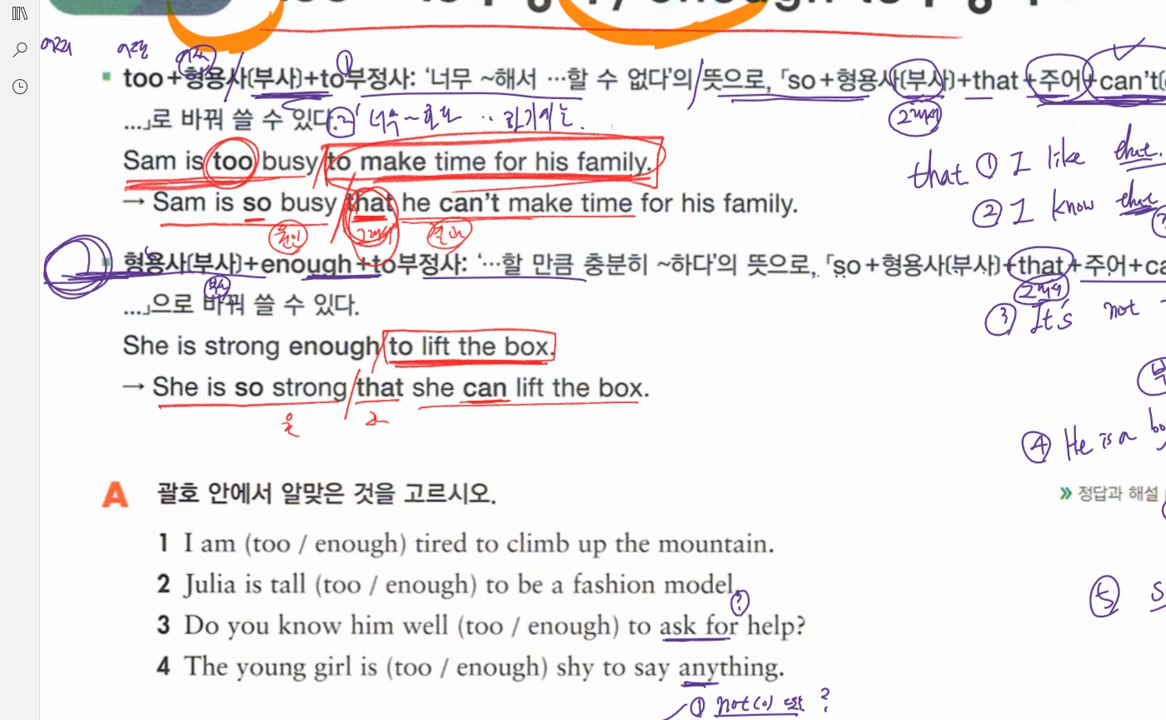 too+형용사(부사)+to부정사: ‘너무 ~해서 …할 수 없다’의 뜻으로, 「so+형용사(부사)+that+주어+can't(
…」로 바꿔 쓸 수 있다.
2번째
Sam is too busy to make time for his family.
that ① I like that.
→ Sam is so busy that he can't make time for his family.
② I know that
원인
결과
형용사(부사)+enough+to부정사: ‘…할 만큼 충분히 ~하다’의 뜻으로, 「so+형용사(부사)+that+주어+ca
…」으로 바꿔 쓸 수 있다.
③ It's not
She is strong enough to lift the box.
→ She is so strong that she can lift the box.
④ He is a
A 괄호 안에서 알맞은 것을 고르시오.
» 정답과 해설
1 I am (too / enough) tired to climb up the mountain.
2 Julia is tall (too / enough) to be a fashion model.
⑤ S
3 Do you know him well (too / enough) to ask for help?
4 The young girl is (too / enough) shy to say anything.
① not